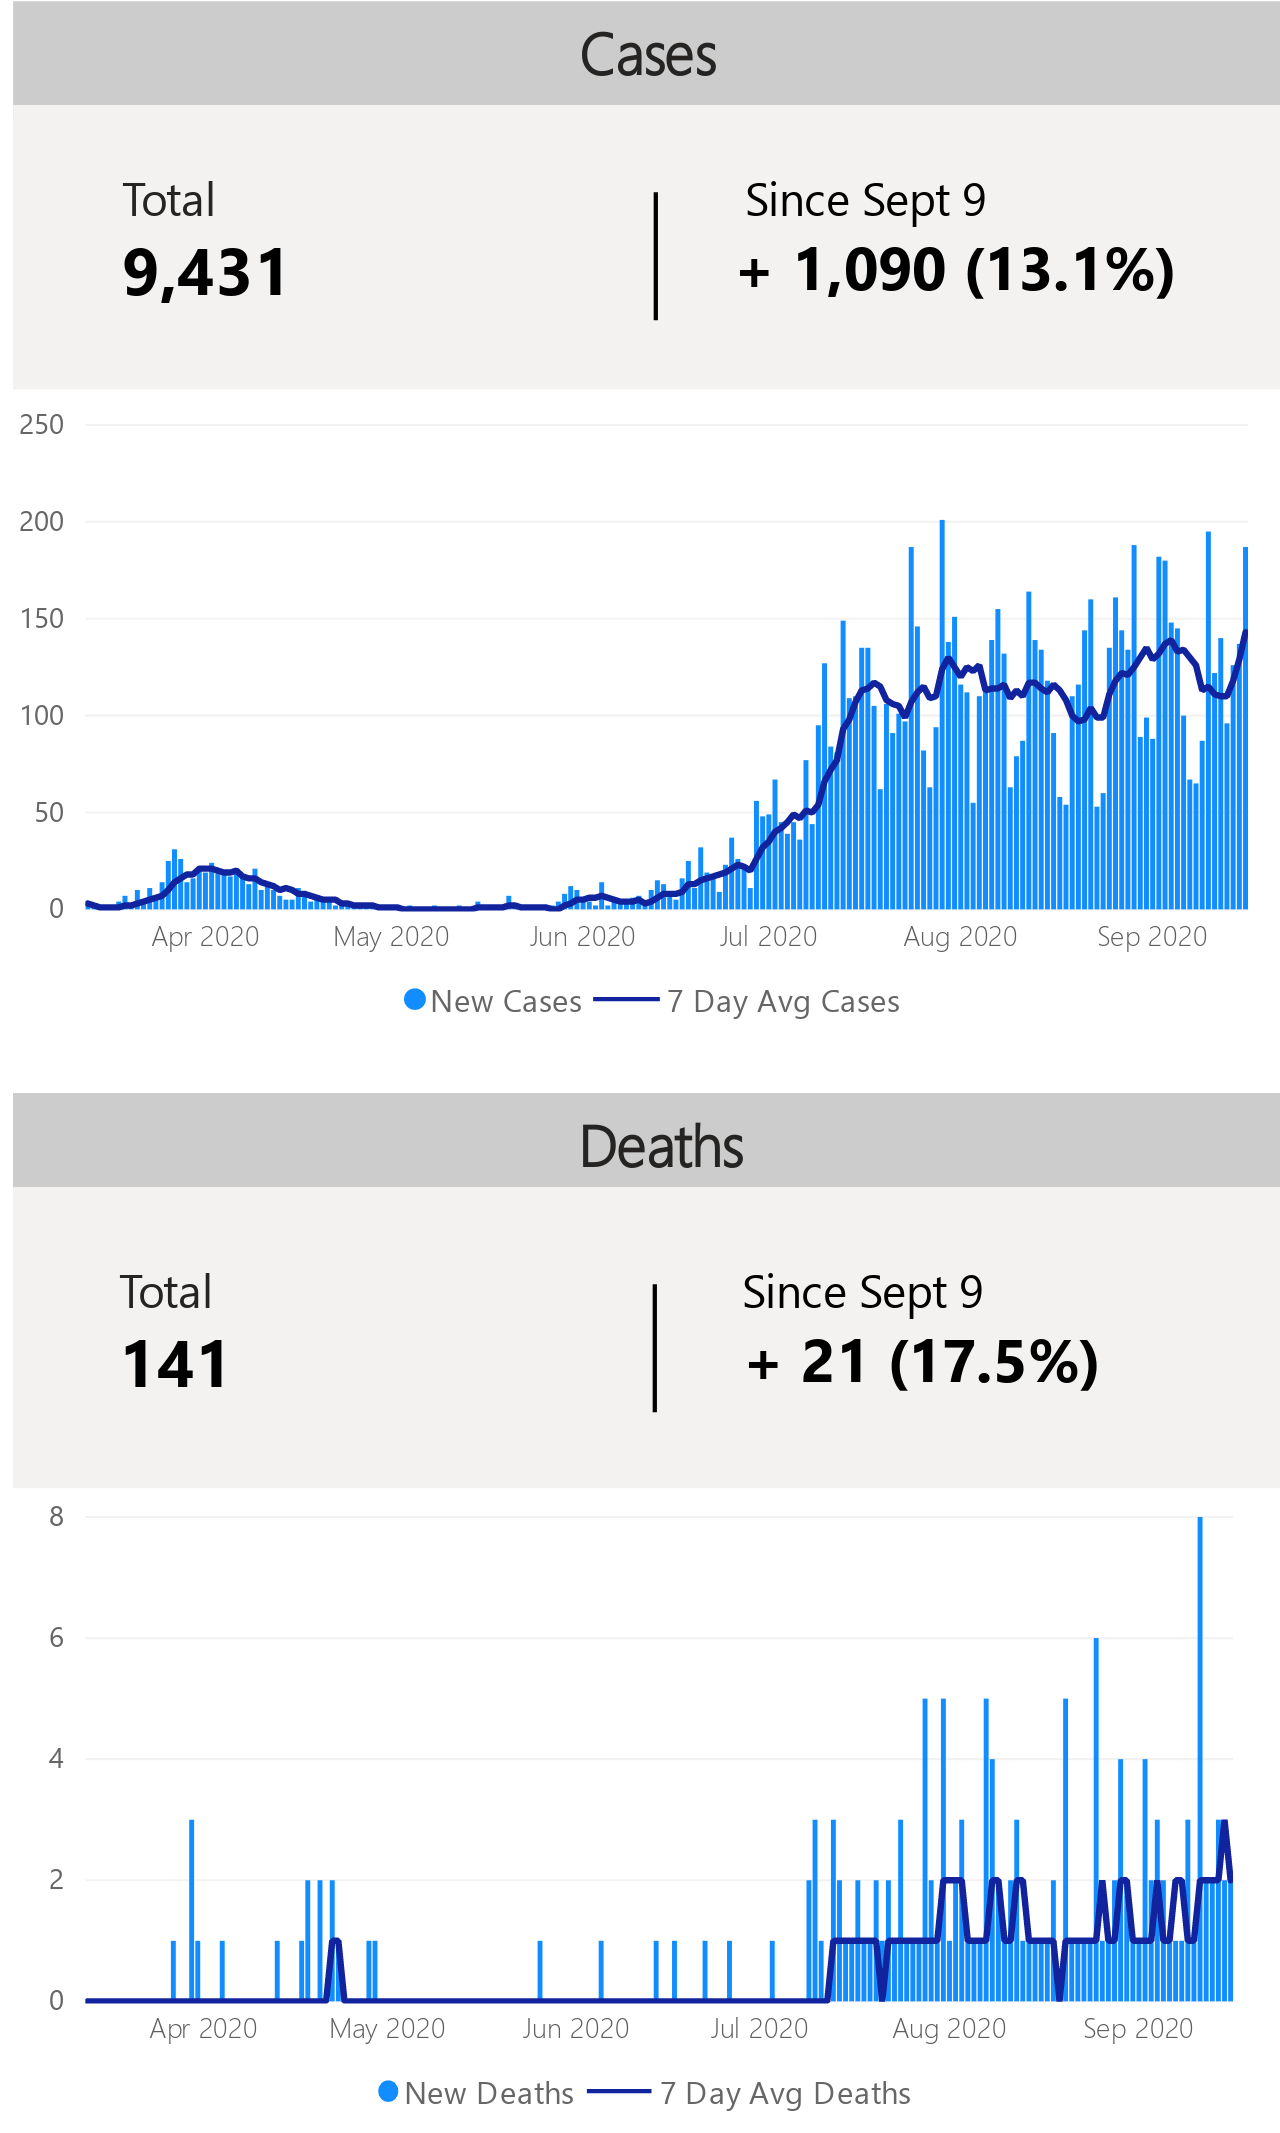 Cases
Total
Since Sept 9
9,431
+ 1,090 (13.1%)
250
200
150
100
50
0
Apr 2020 May 2020 Jun 2020 Jul 2020 Aug 2020 Sep 2020
New Cases 7 Day Avg Cases
Deaths
Total
Since Sept 9
141
+ 21 (17.5%)
8
6
4
2
0
Apr 2020 May 2020 Jun 2020 Jul 2020 Aug 2020 Sep 2020
New Deaths 7 Day Avg Deaths